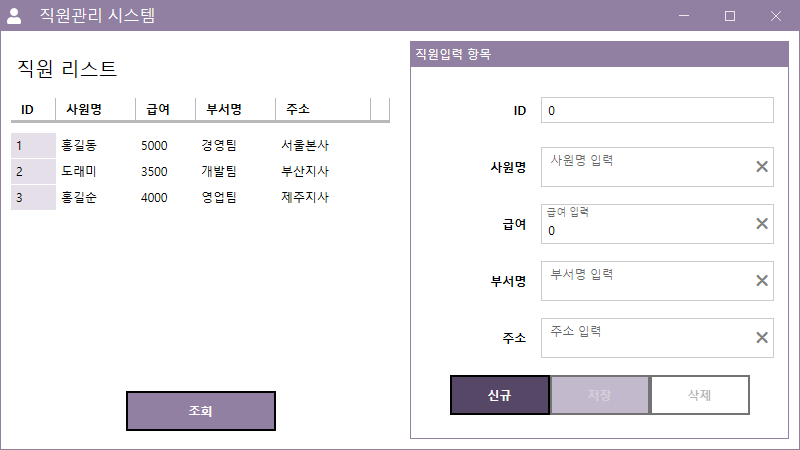 직원관리 시스템
직원 리스트
ID 사원명 급여 부서명 주소
1 홍길동 5000 경영팀 서울본사
2 도래미 3500 개발팀 부산지사
3 홍길순 4000 영업팀 제주지사
조회
직원입력 항목
ID 0
사원명 사원명 입력
급여 급여 입력
0
부서명 부서명 입력
주소 주소 입력
신규 저장 삭제